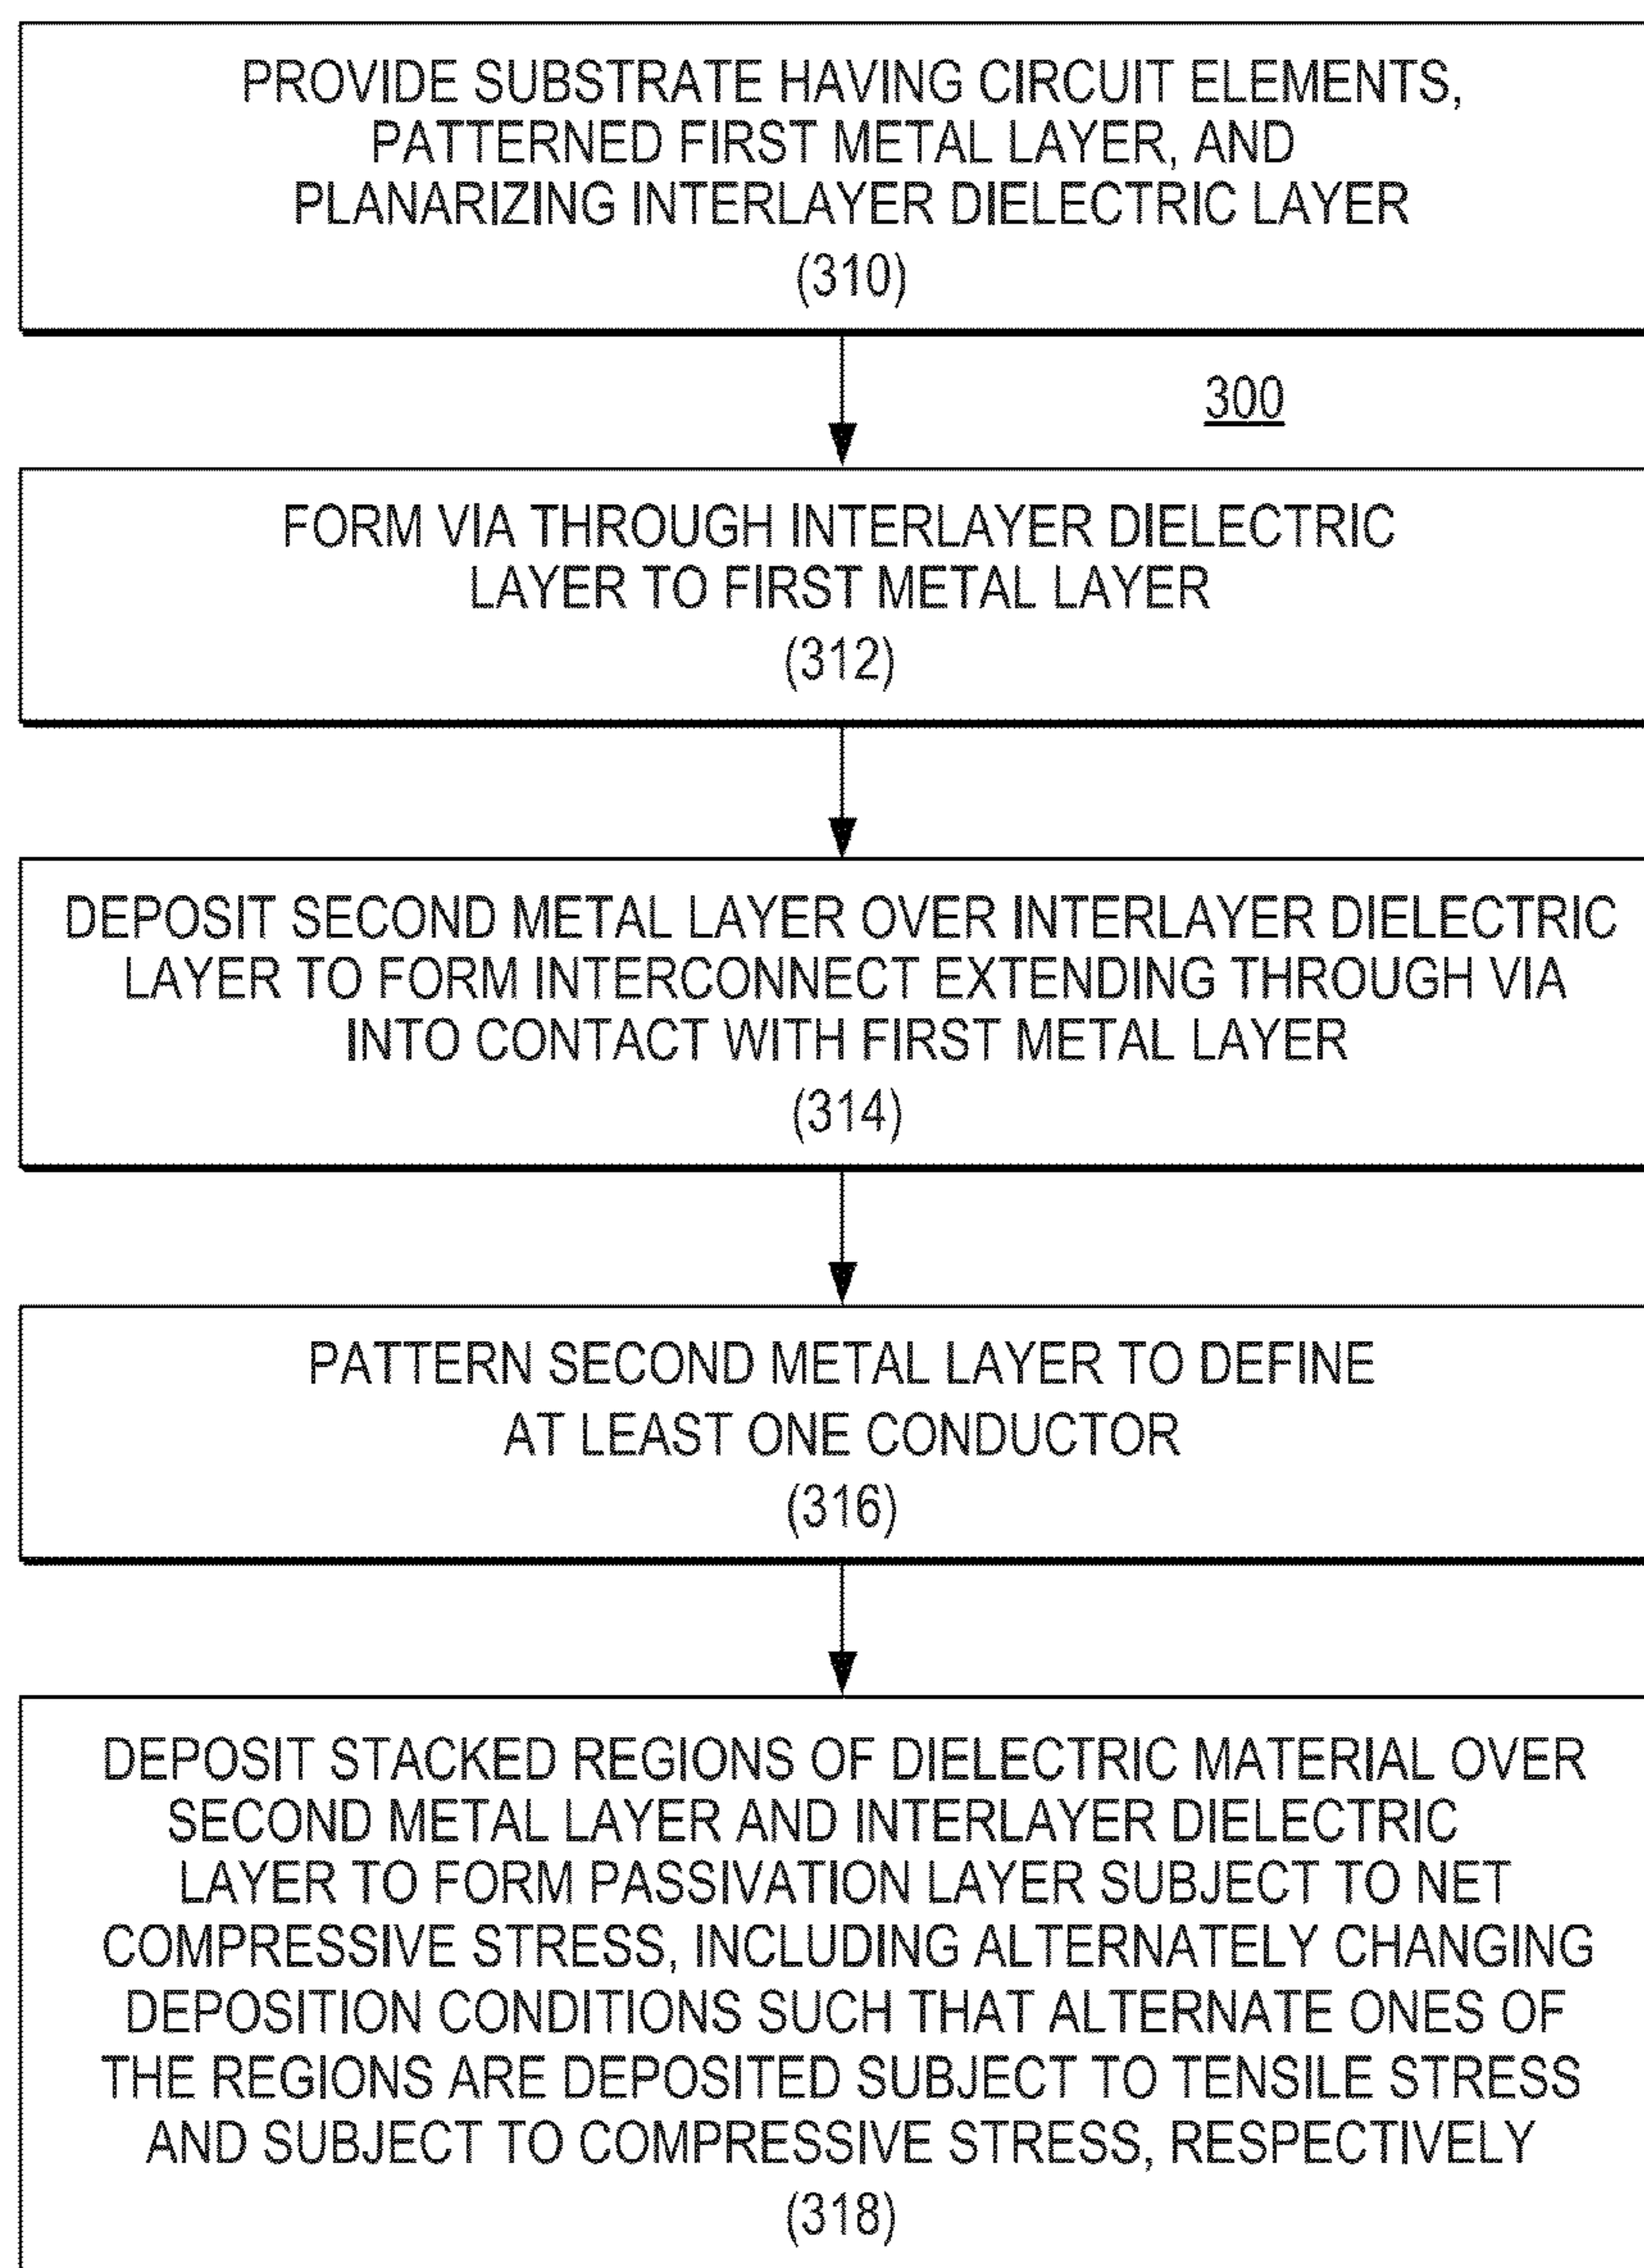 PROVIDE SUBSTRATE HAVING CIRCUIT ELEMENTS,
PATTERNED FIRST METAL LAYER, AND
PLANARIZING INTERLAYER DIELECTRIC LAYER
(310)
300
FORM VIA THROUGH INTERLAYER DIELECTRIC
LAYER TO FIRST METAL LAYER
(312)
DEPOSIT SECOND METAL LAYER OVER INTERLAYER DIELECTRIC
LAYER TO FORM INTERCONNECT EXTENDING THROUGH VIA
INTO CONTACT WITH FIRST METAL LAYER
(314)
PATTERN SECOND METAL LAYER TO DEFINE
AT LEAST ONE CONDUCTOR
(316)
DEPOSIT STACKED REGIONS OF DIELECTRIC MATERIAL OVER
SECOND METAL LAYER AND INTERLAYER DIELECTRIC
LAYER TO FORM PASSIVATION LAYER SUBJECT TO NET
COMPRESSIVE STRESS, INCLUDING ALTERNATELY CHANGING
DEPOSITION CONDITIONS SUCH THAT ALTERNATE ONES OF
THE REGIONS ARE DEPOSITED SUBJECT TO TENSILE STRESS
AND SUBJECT TO COMPRESSIVE STRESS, RESPECTIVELY
(318)